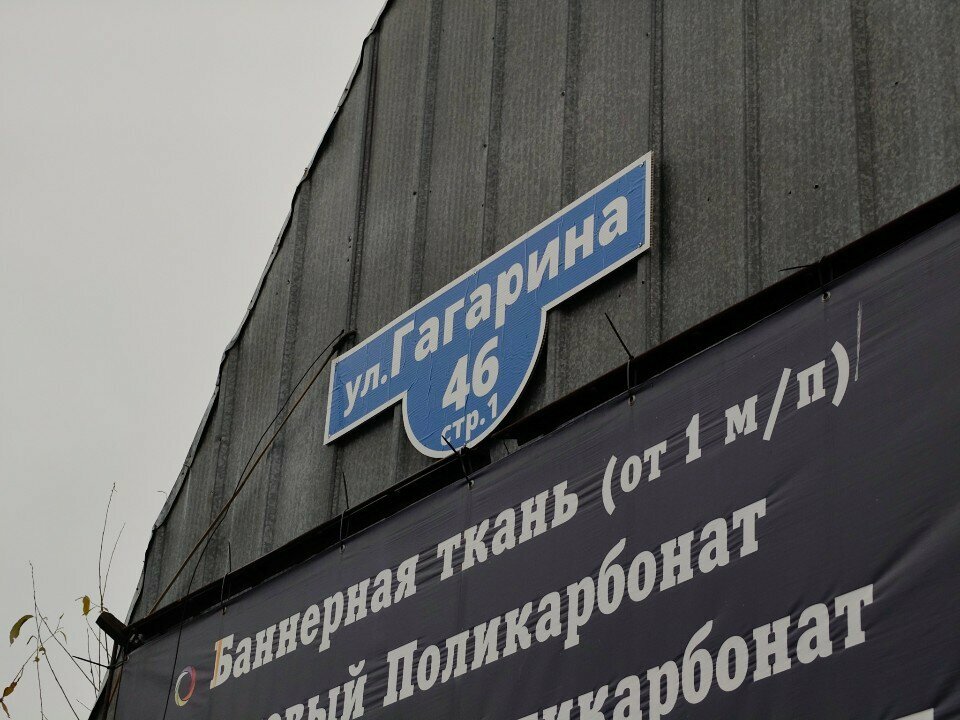 ул. Гагарина
46
стр. 1
Баннерная ткань (от 1 м/п)
Поликарбонат